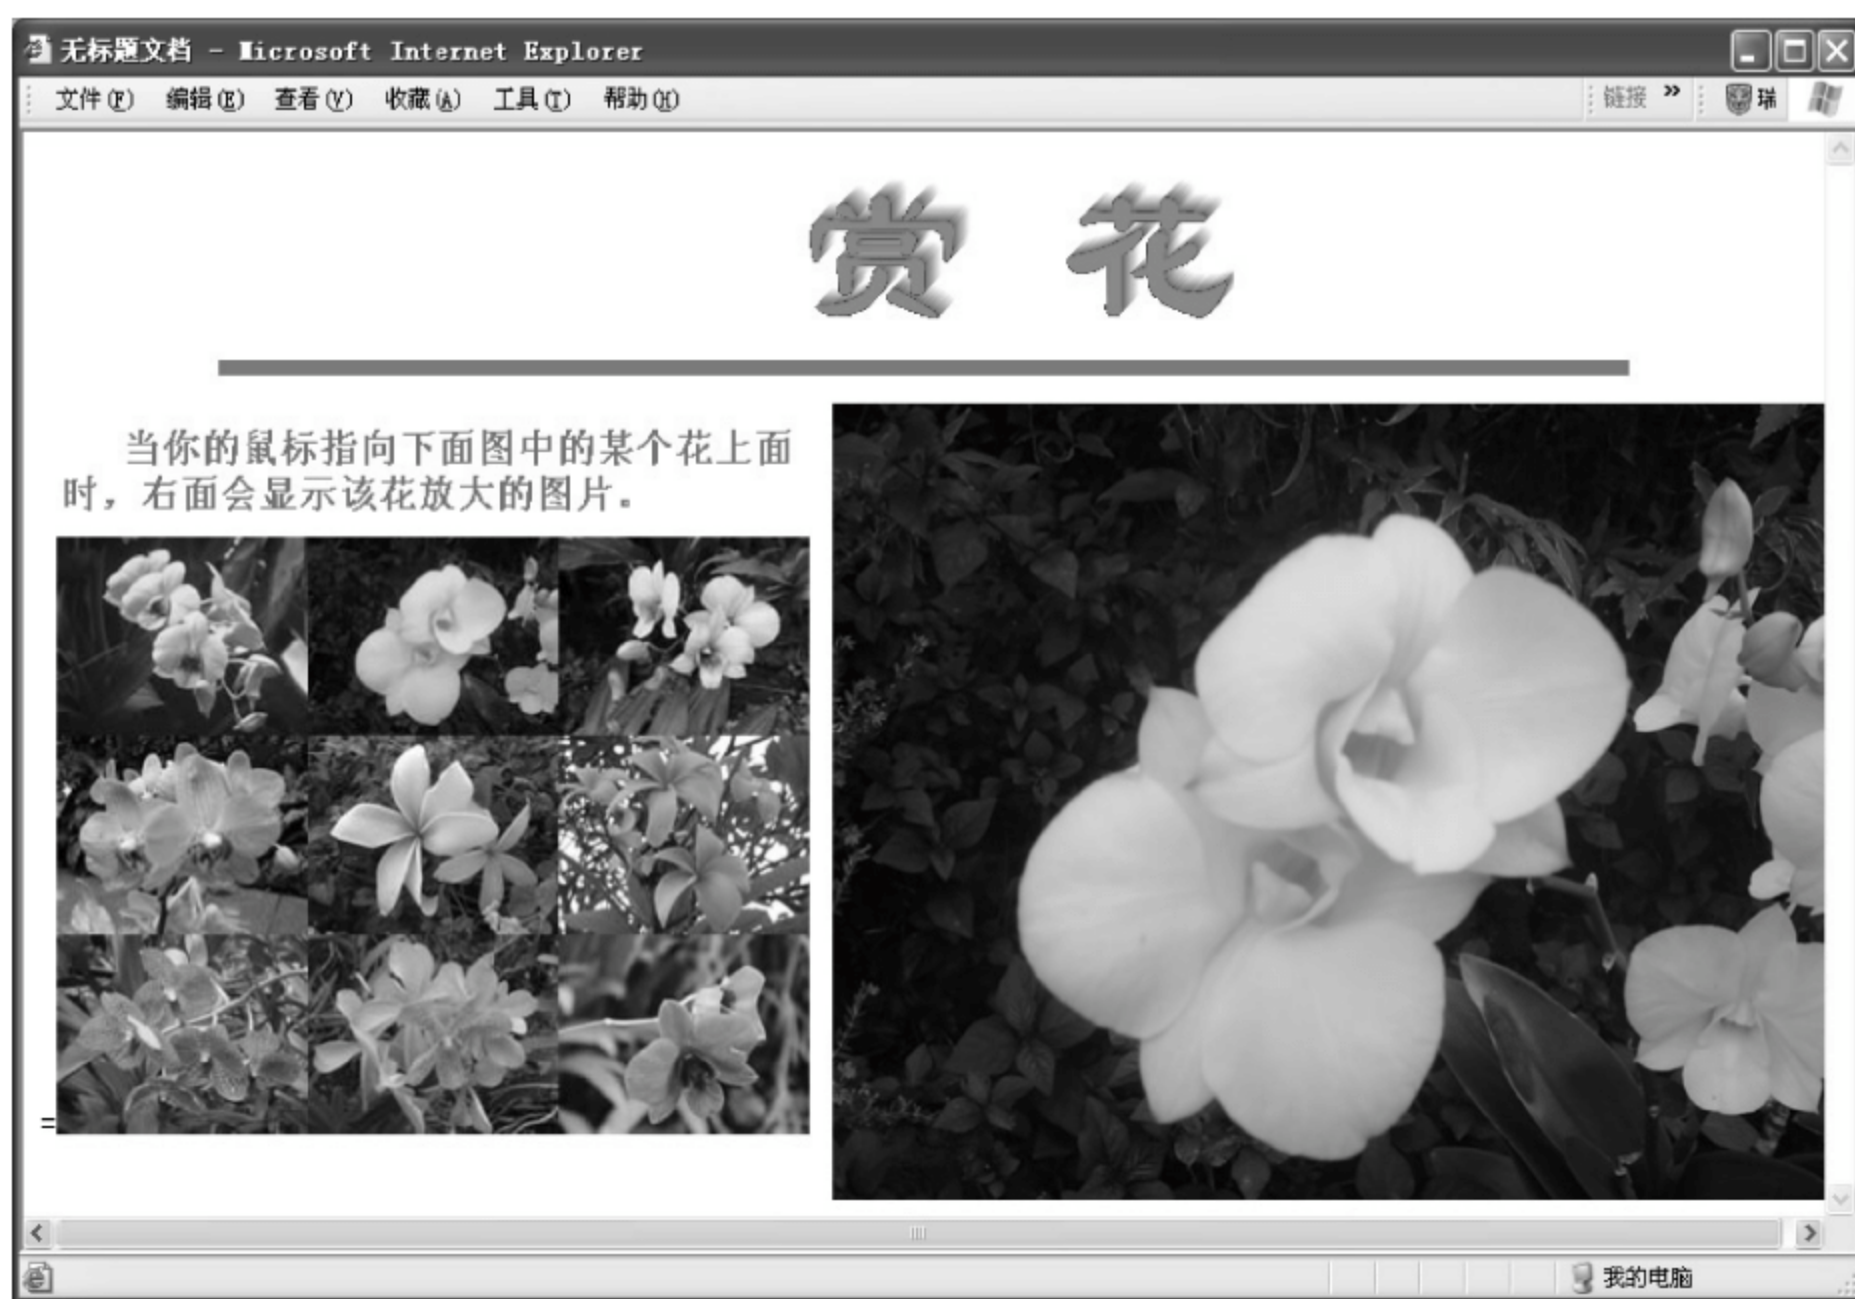 无标题文档 - Microsoft Internet Explorer
文件(F) 编辑(E) 查看(V) 收藏(A) 工具(T) 帮助(H) 链接 » 瑞
赏 花
当你的鼠标指向下面图中的某个花上面
时，右面会显示该花放大的图片。
=
我的电脑